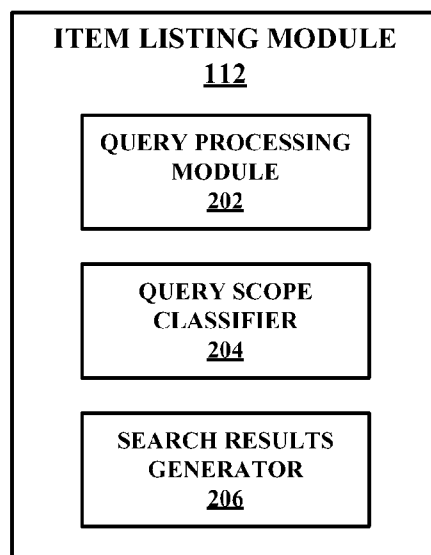 ITEM LISTING MODULE
112
QUERY PROCESSING
MODULE
202
QUERY SCOPE
CLASSIFIER
204
SEARCH RESULTS
GENERATOR
206